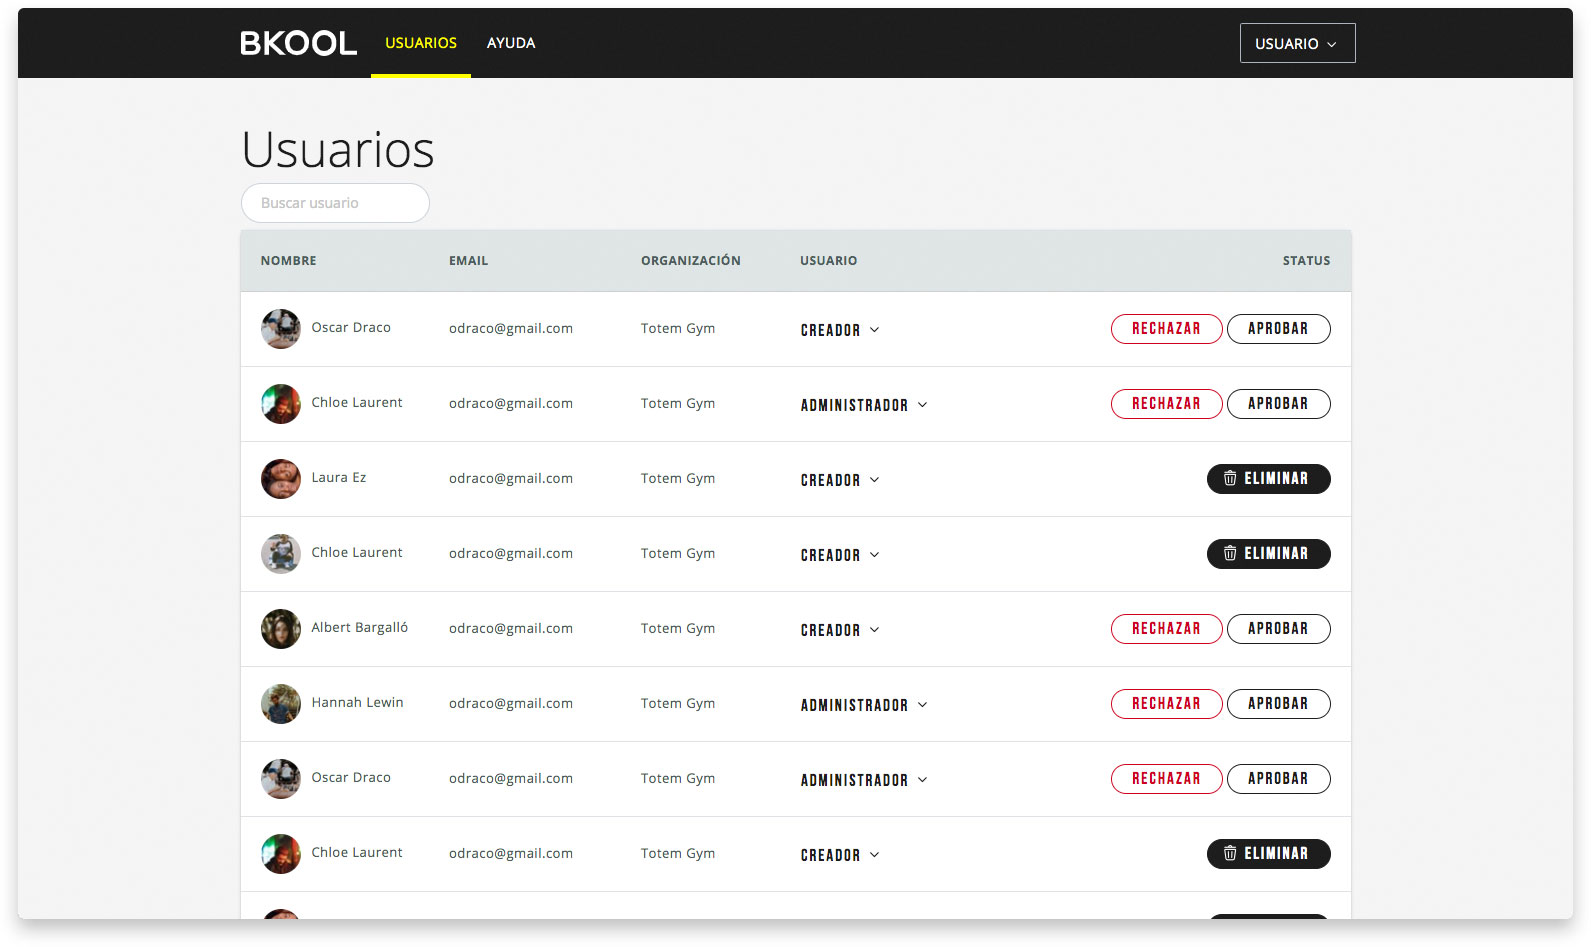 BKOOL USUARIOS AYUDA USUARIO
Usuarios
Buscar usuario
NOMBRE EMAIL ORGANIZACIÓN USUARIO STATUS
Oscar Draco odraco@gmail.com Totem Gym CREADOR RECHAZAR APROBAR
Chloe Laurent odraco@gmail.com Totem Gym ADMINISTRADOR RECHAZAR APROBAR
Laura Ez odraco@gmail.com Totem Gym CREADOR ELIMINAR
Chloe Laurent odraco@gmail.com Totem Gym CREADOR ELIMINAR
Albert Bargalló odraco@gmail.com Totem Gym CREADOR RECHAZAR APROBAR
Hannah Lewin odraco@gmail.com Totem Gym ADMINISTRADOR RECHAZAR APROBAR
Oscar Draco odraco@gmail.com Totem Gym ADMINISTRADOR RECHAZAR APROBAR
Chloe Laurent odraco@gmail.com Totem Gym CREADOR ELIMINAR